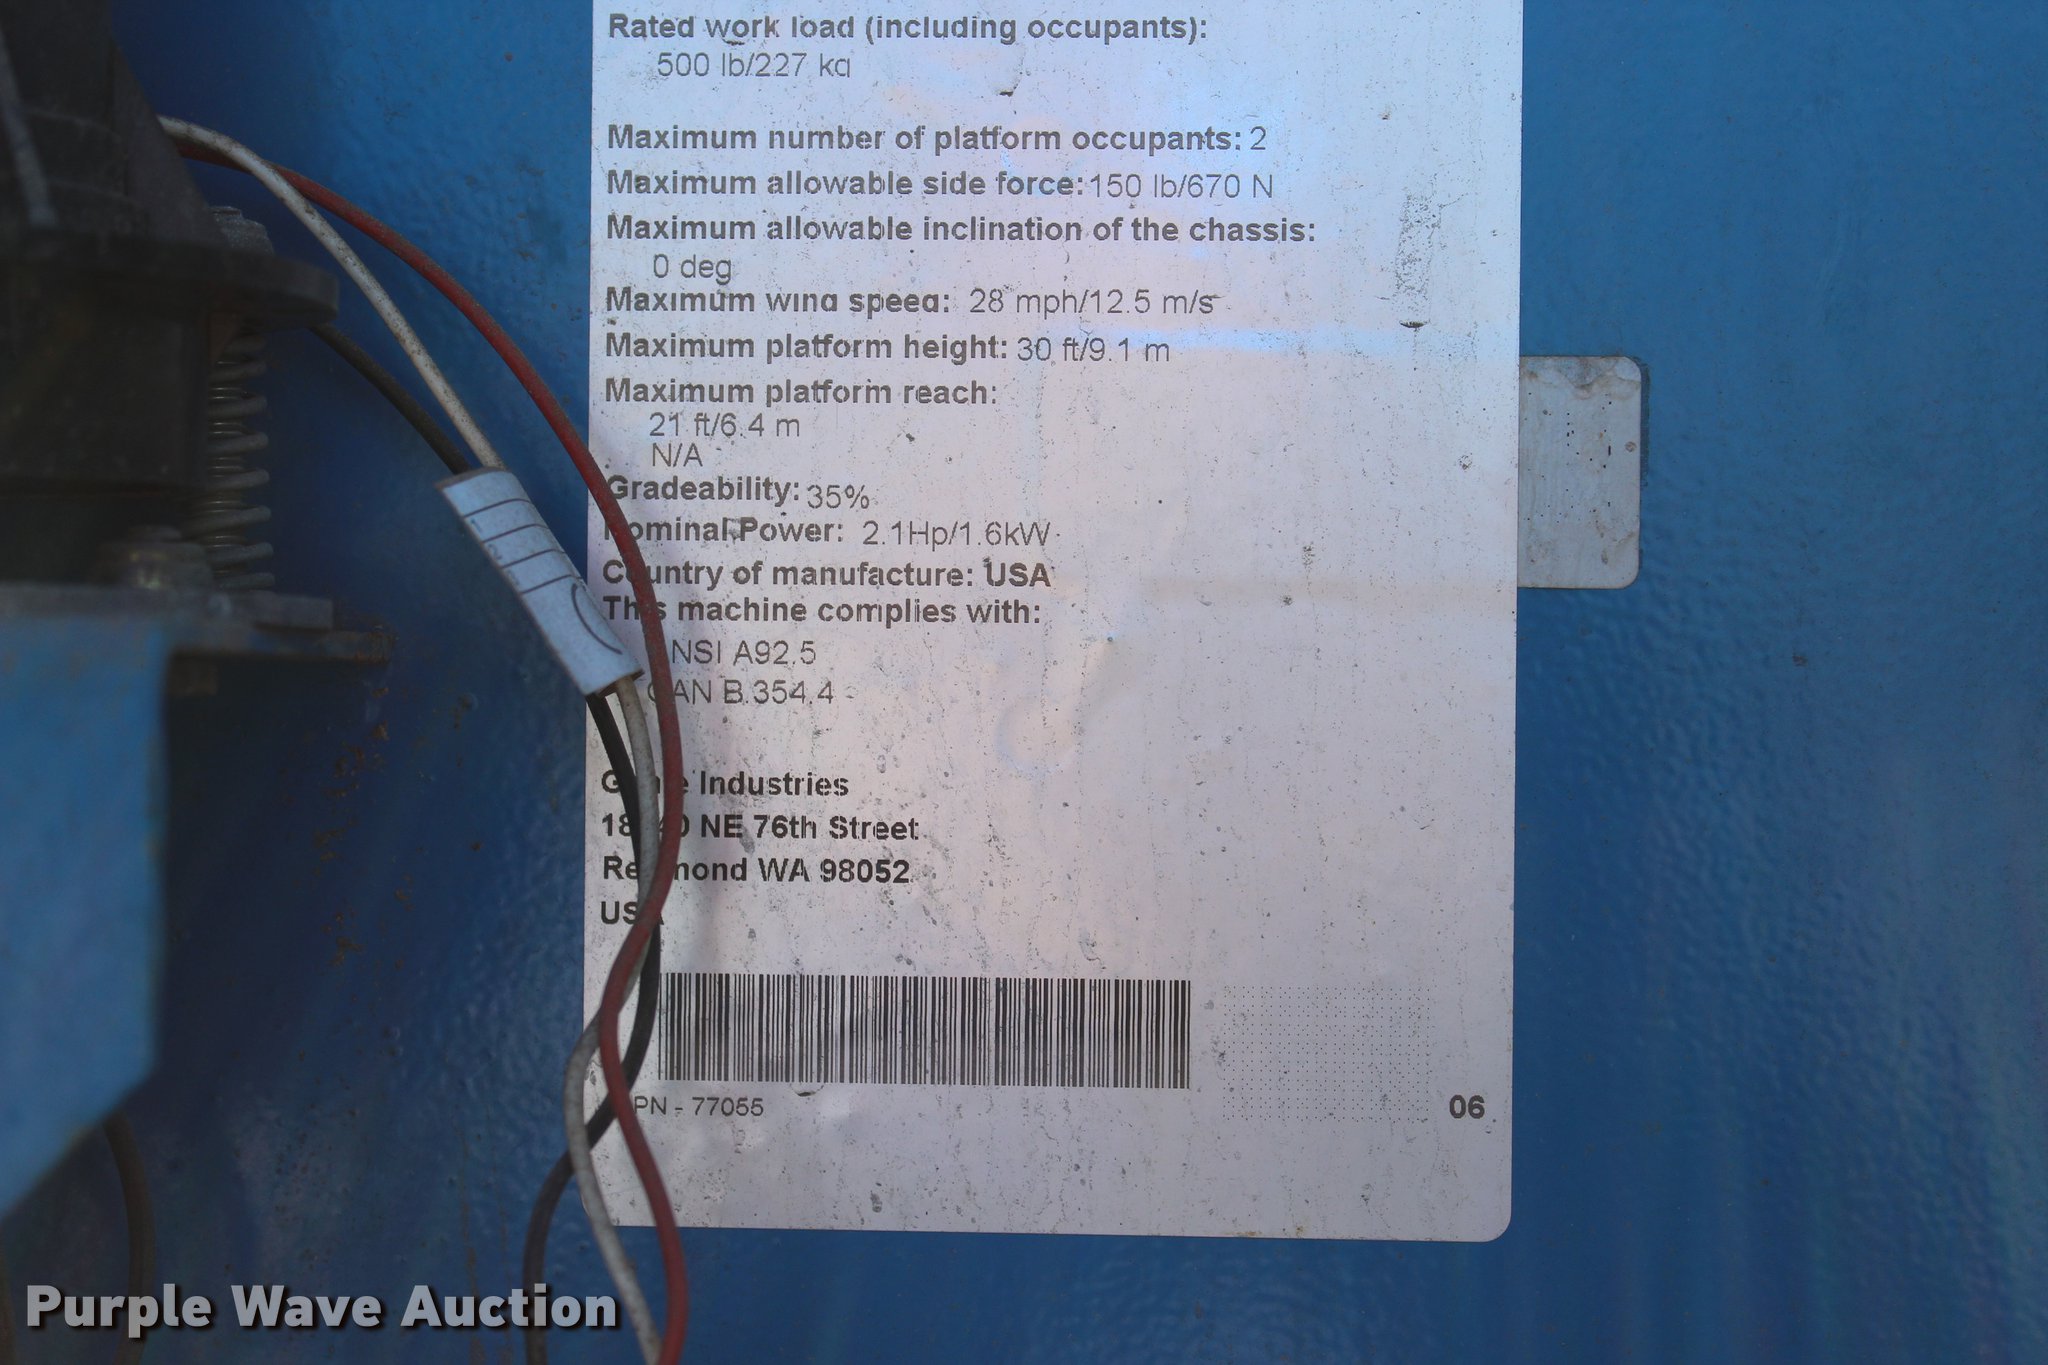 Rated work load (including occupants):
500 lb/227 kg
Maximum number of platform occupants: 2
Maximum allowable side force: 150 lb/670 N
Maximum allowable inclination of the chassis:
0 deg
Maximum wind speed: 28 mph/12.5 m/s
Maximum platform height: 30 ft/9.1 m
Maximum platform reach:
21 ft/6.4 m
N/A
Gradeability: 35%
Nominal Power: 2.1Hp/1.6kW
Country of manufacture: USA
This machine complies with:
ANSI A92.5
CAN B.354.4
Genie Industries
NE 76th Street
Redmond WA 98052
USA
PN - 77055
06
Purple Wave Auction